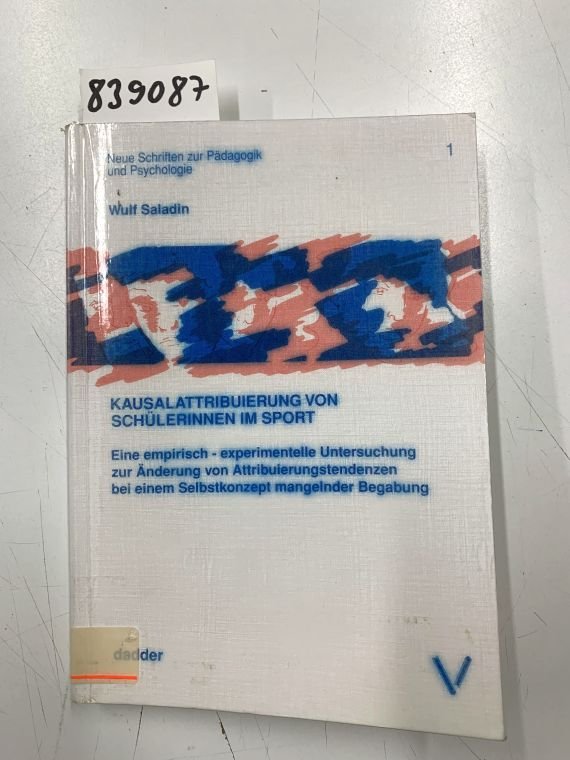 839087
Neue Schriften zur Pädagogik
und Psychologie
1
Wulf Saladin
KAUSALATTRIBUIERUNG VON
SCHÜLERINNEN IM SPORT
Eine empirisch - experimentelle Untersuchung
zur Änderung von Attribuierungstendenzen
bei einem Selbstkonzept mangelnder Begabung
dadder